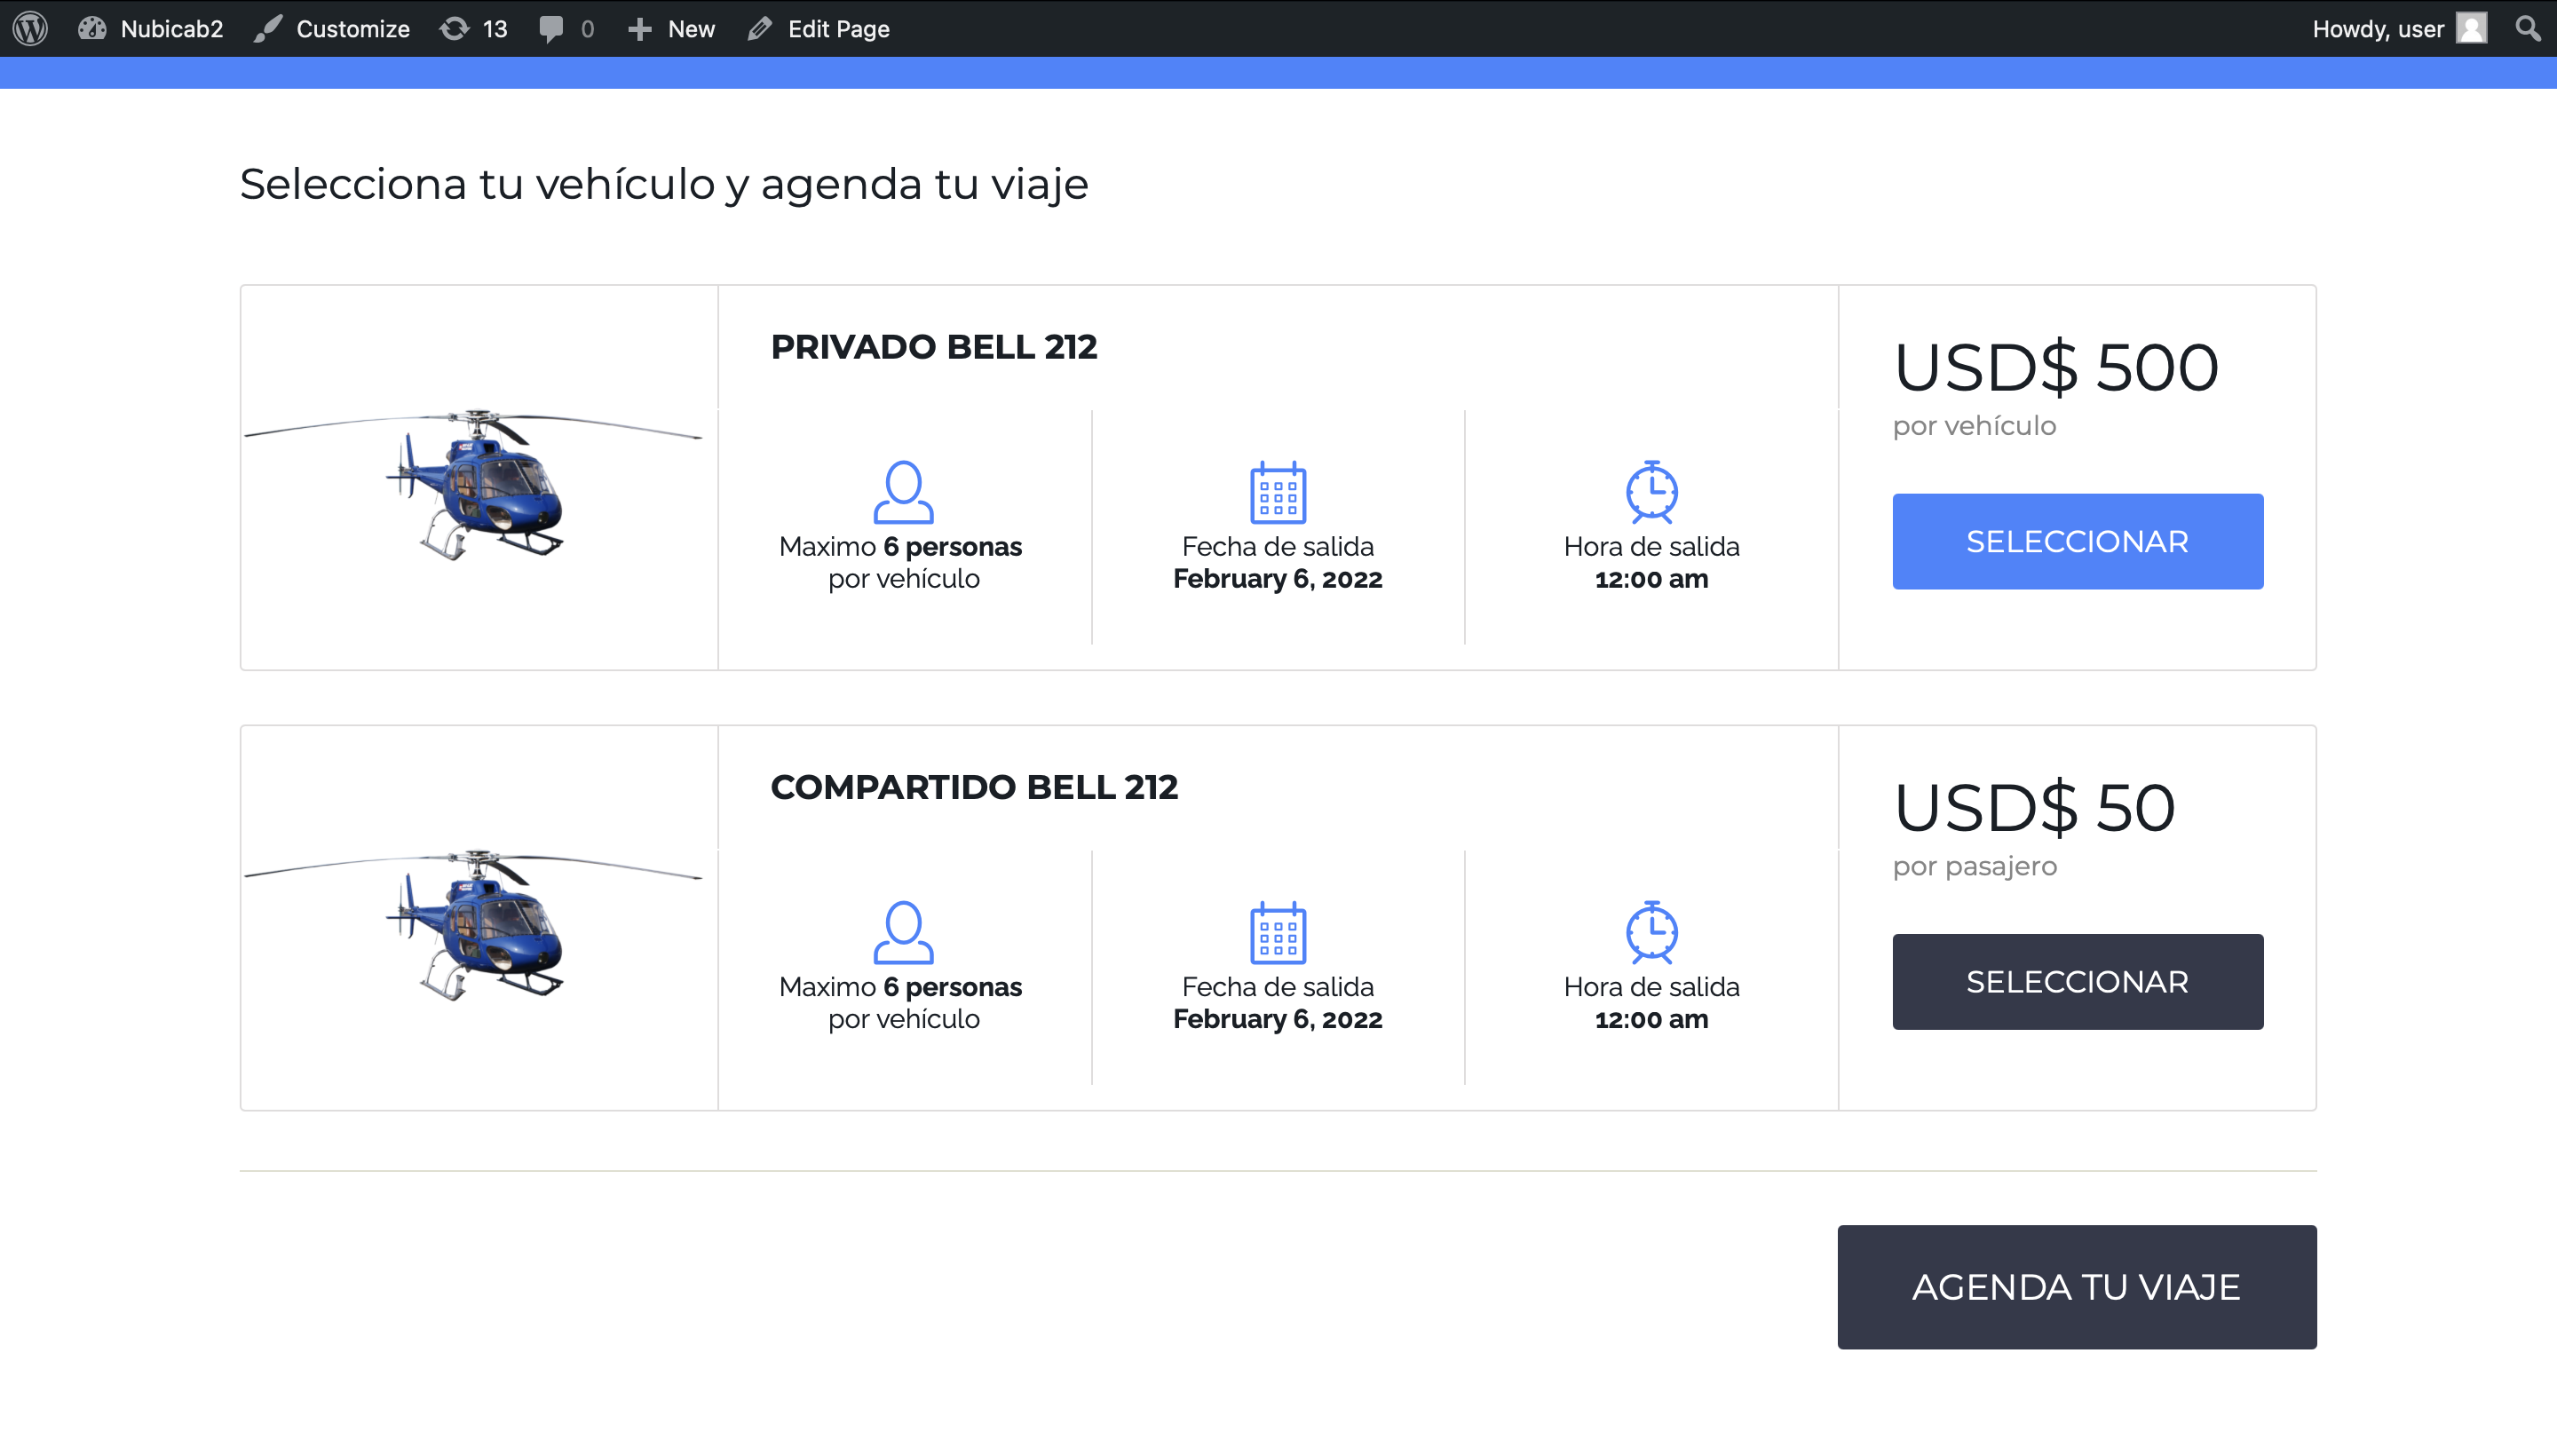 Nubicab2 Customize 13 0 New Edit Page Howdy, user
Selecciona tu vehículo y agenda tu viaje
PRIVADO BELL 212
Maximo 6 personas
por vehículo
Fecha de salida
February 6, 2022
Hora de salida
12:00 am
USD$ 500
por vehículo
SELECCIONAR
COMPARTIDO BELL 212
Maximo 6 personas
por vehículo
Fecha de salida
February 6, 2022
Hora de salida
12:00 am
USD$ 50
por pasajero
SELECCIONAR
AGENDA TU VIAJE